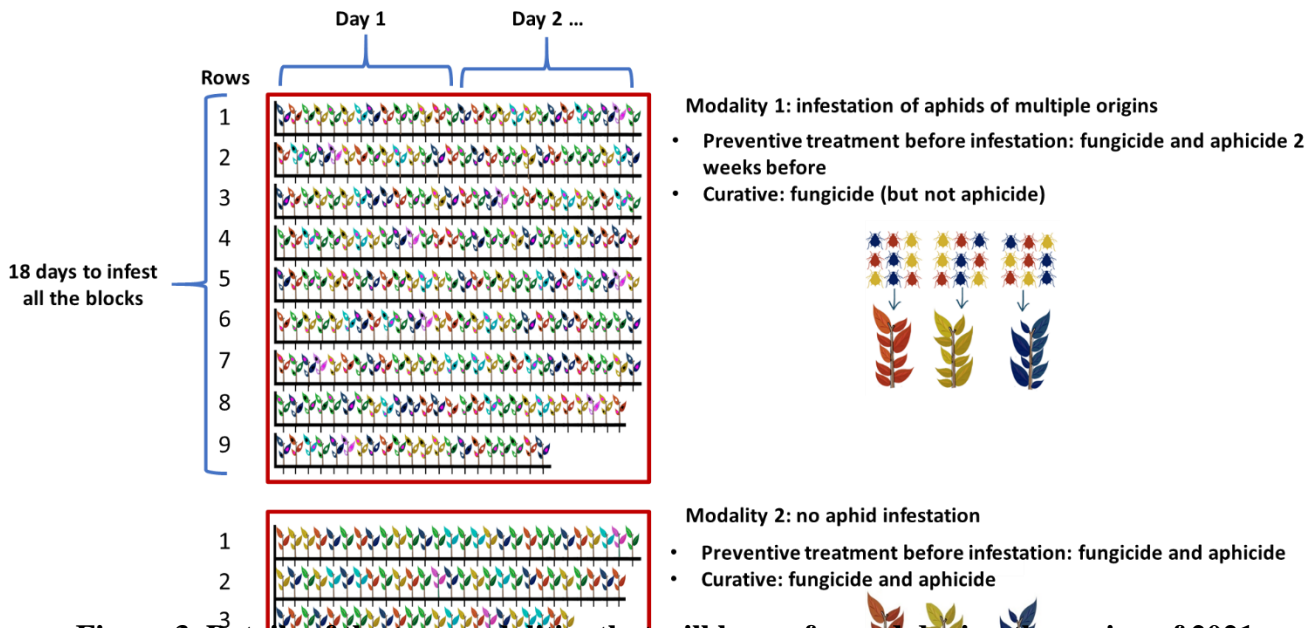 Day 1
Day 2 ...
Rows
1
2
3
4
5
6
7
8
9
18 days to infest
all the blocks
Modality 1: infestation of aphids of multiple origins
• Preventive treatment before infestation: fungicide and aphicide 2
weeks before
• Curative: fungicide (but not aphicide)
1
2
3
Modality 2: no aphid infestation
• Preventive treatment before infestation: fungicide and aphicide
• Curative: fungicide and aphicide